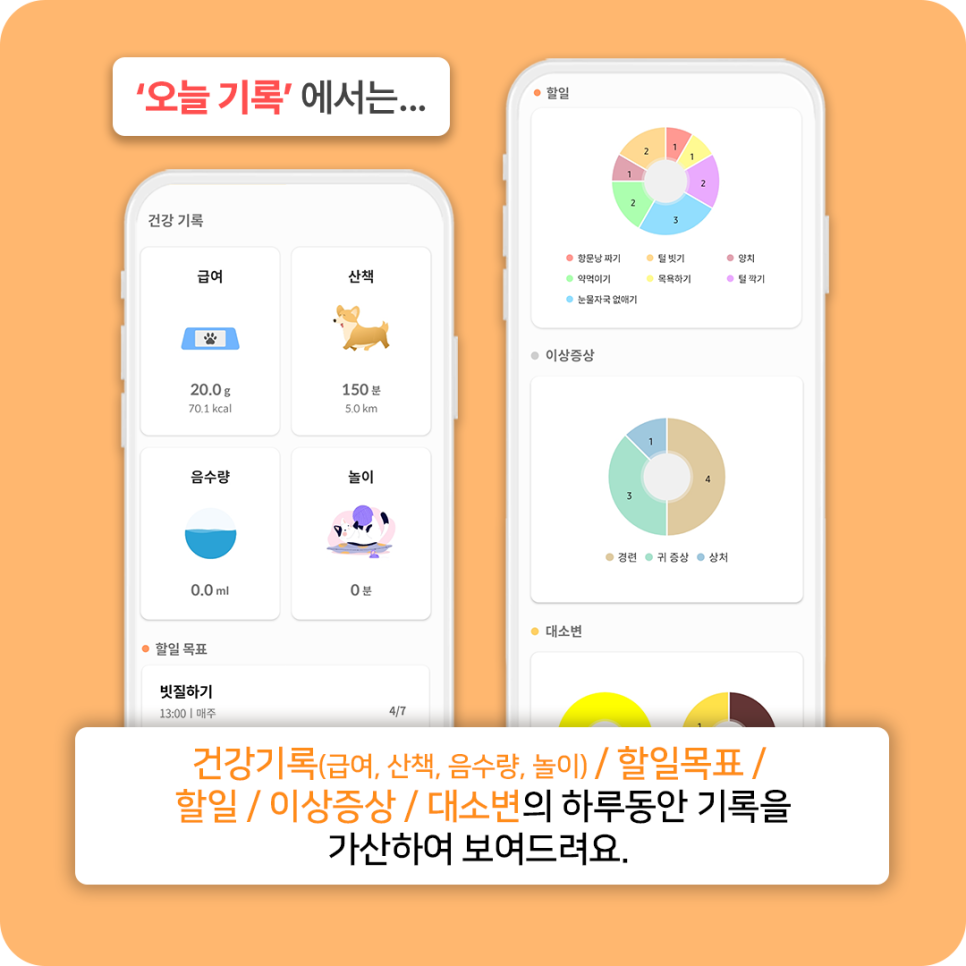 ‘오늘 기록’ 에서는...
건강 기록
급여
산책
20.0 g
70.1 kcal
150 분
5.0 km
음수량
놀이
0.0 ml
0 분
할일 목표
빗질하기
13:00 | 매주
4/7
할일
2
1
1
1
2
2
3
항문낭 짜기
털 빗기
양치
약먹이기
목욕하기
털 깍기
눈물자국 없애기
이상증상
1
4
3
경련
귀 증상
상처
대소변
1
건강기록(급여, 산책, 음수량, 놀이) / 할일목표 /
할일 / 이상증상 / 대소변의 하루동안 기록을
가산하여 보여드려요.